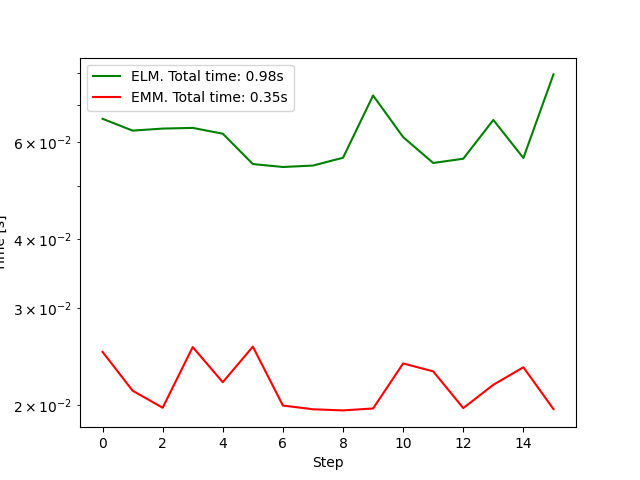 ELM. Total time: 0.98s
EMM. Total time: 0.35s
6 × 10⁻²
4 × 10⁻²
3 × 10⁻²
2 × 10⁻²
0 2 4 6 8 10 12 14
Step